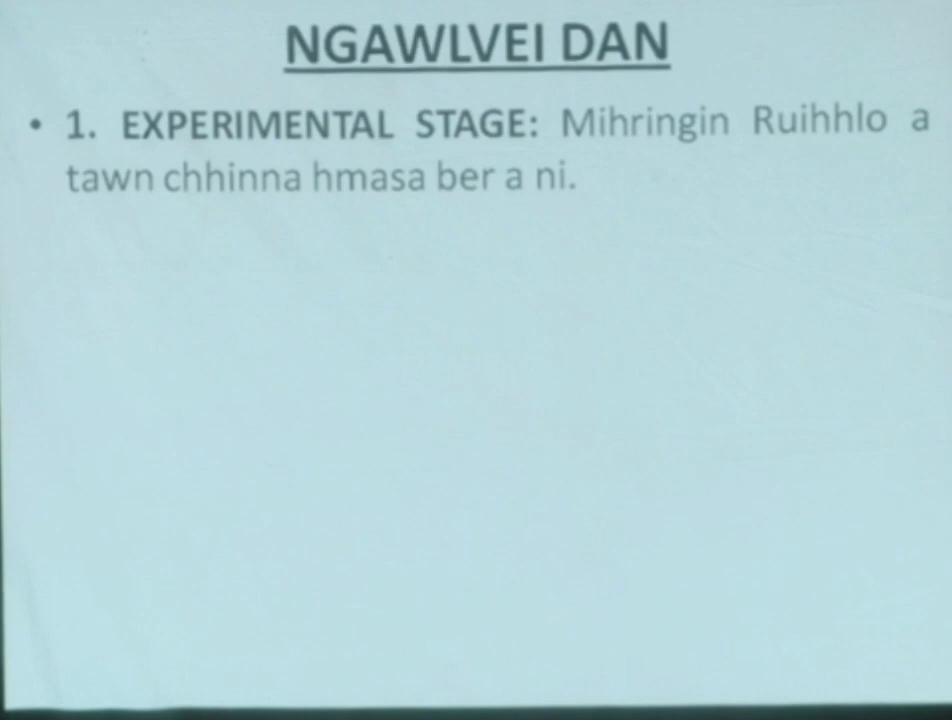 NGAWLVEI DAN
• 1. EXPERIMENTAL STAGE: Mihringin Ruihhlo a
tawn chhinna hmasa ber a ni.